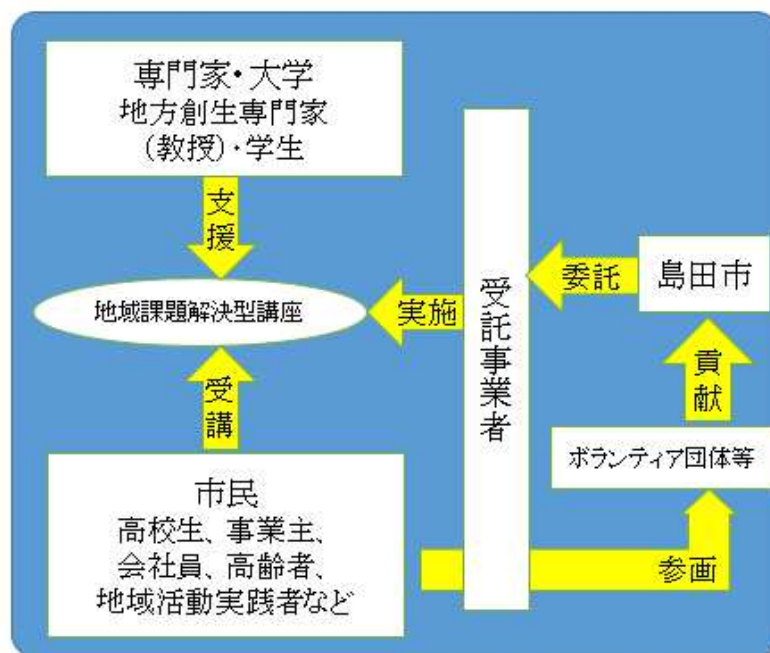 専門家・大学
地方創生専門家
(教授)・学生
支援
地域課題解決型講座
実施
受託事業者
委託
島田市
受講
貢献
ボランティア団体等
市民
高校生、事業主、
会社員、高齢者、
地域活動実践者など
参画